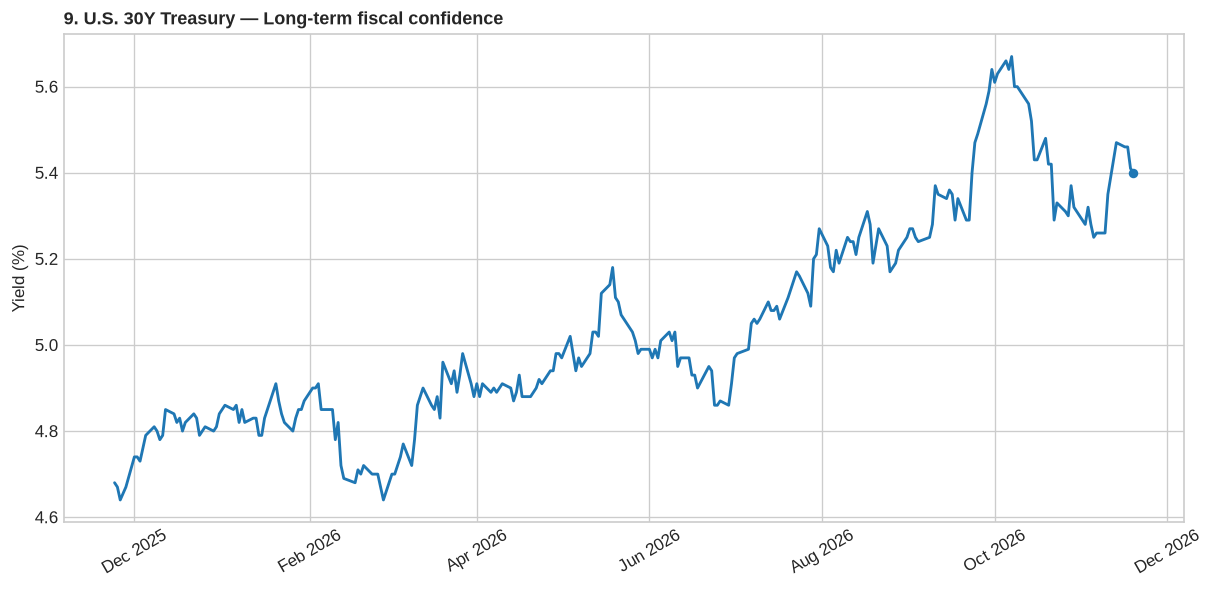 9. U.S. 30Y Treasury — Long-term fiscal confidence
Yield (%)
5.6
5.4
5.2
5.0
4.8
4.6
Dec 2025
Feb 2026
Apr 2026
Jun 2026
Aug 2026
Oct 2026
Dec 2026